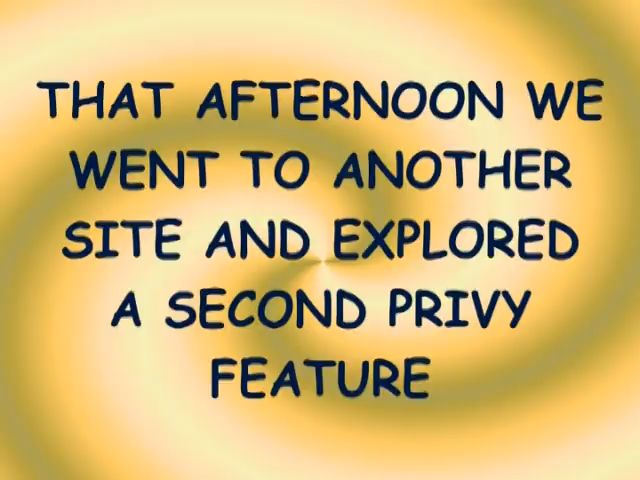 THAT AFTERNOON WE
WENT TO ANOTHER
SITE AND EXPLORED
A SECOND PRIVY
FEATURE